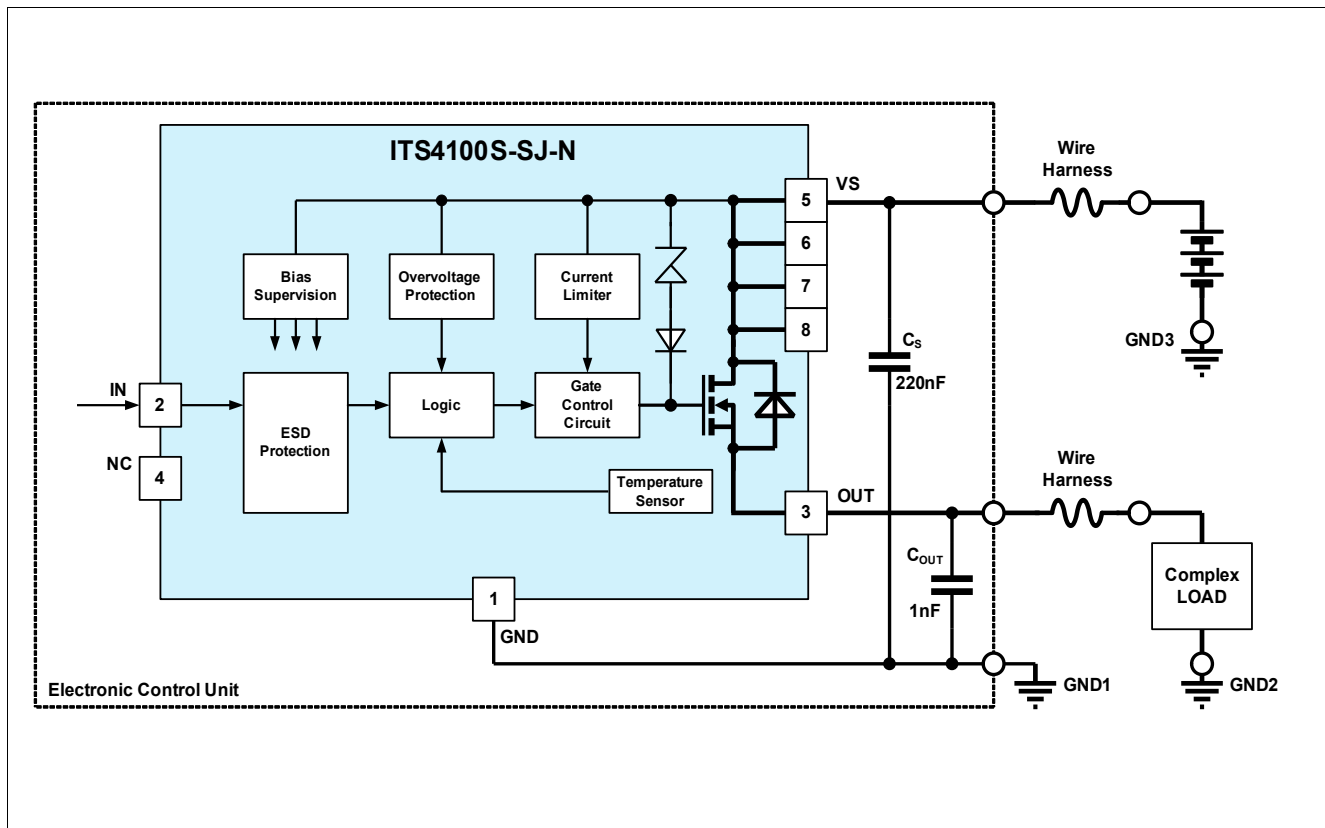 ITS4100S-SJ-N
VS
5
6
7
8
Wire
Harness
Bias
Supervision
Overvoltage
Protection
Current
Limiter
GND3
CS
220nF
IN
2
NC
4
ESD
Protection
Logic
Gate
Control
Circuit
Temperature
Sensor
3
OUT
Wire
Harness
COUT
1nF
Complex
LOAD
1
GND
Electronic Control Unit
GND1
GND2